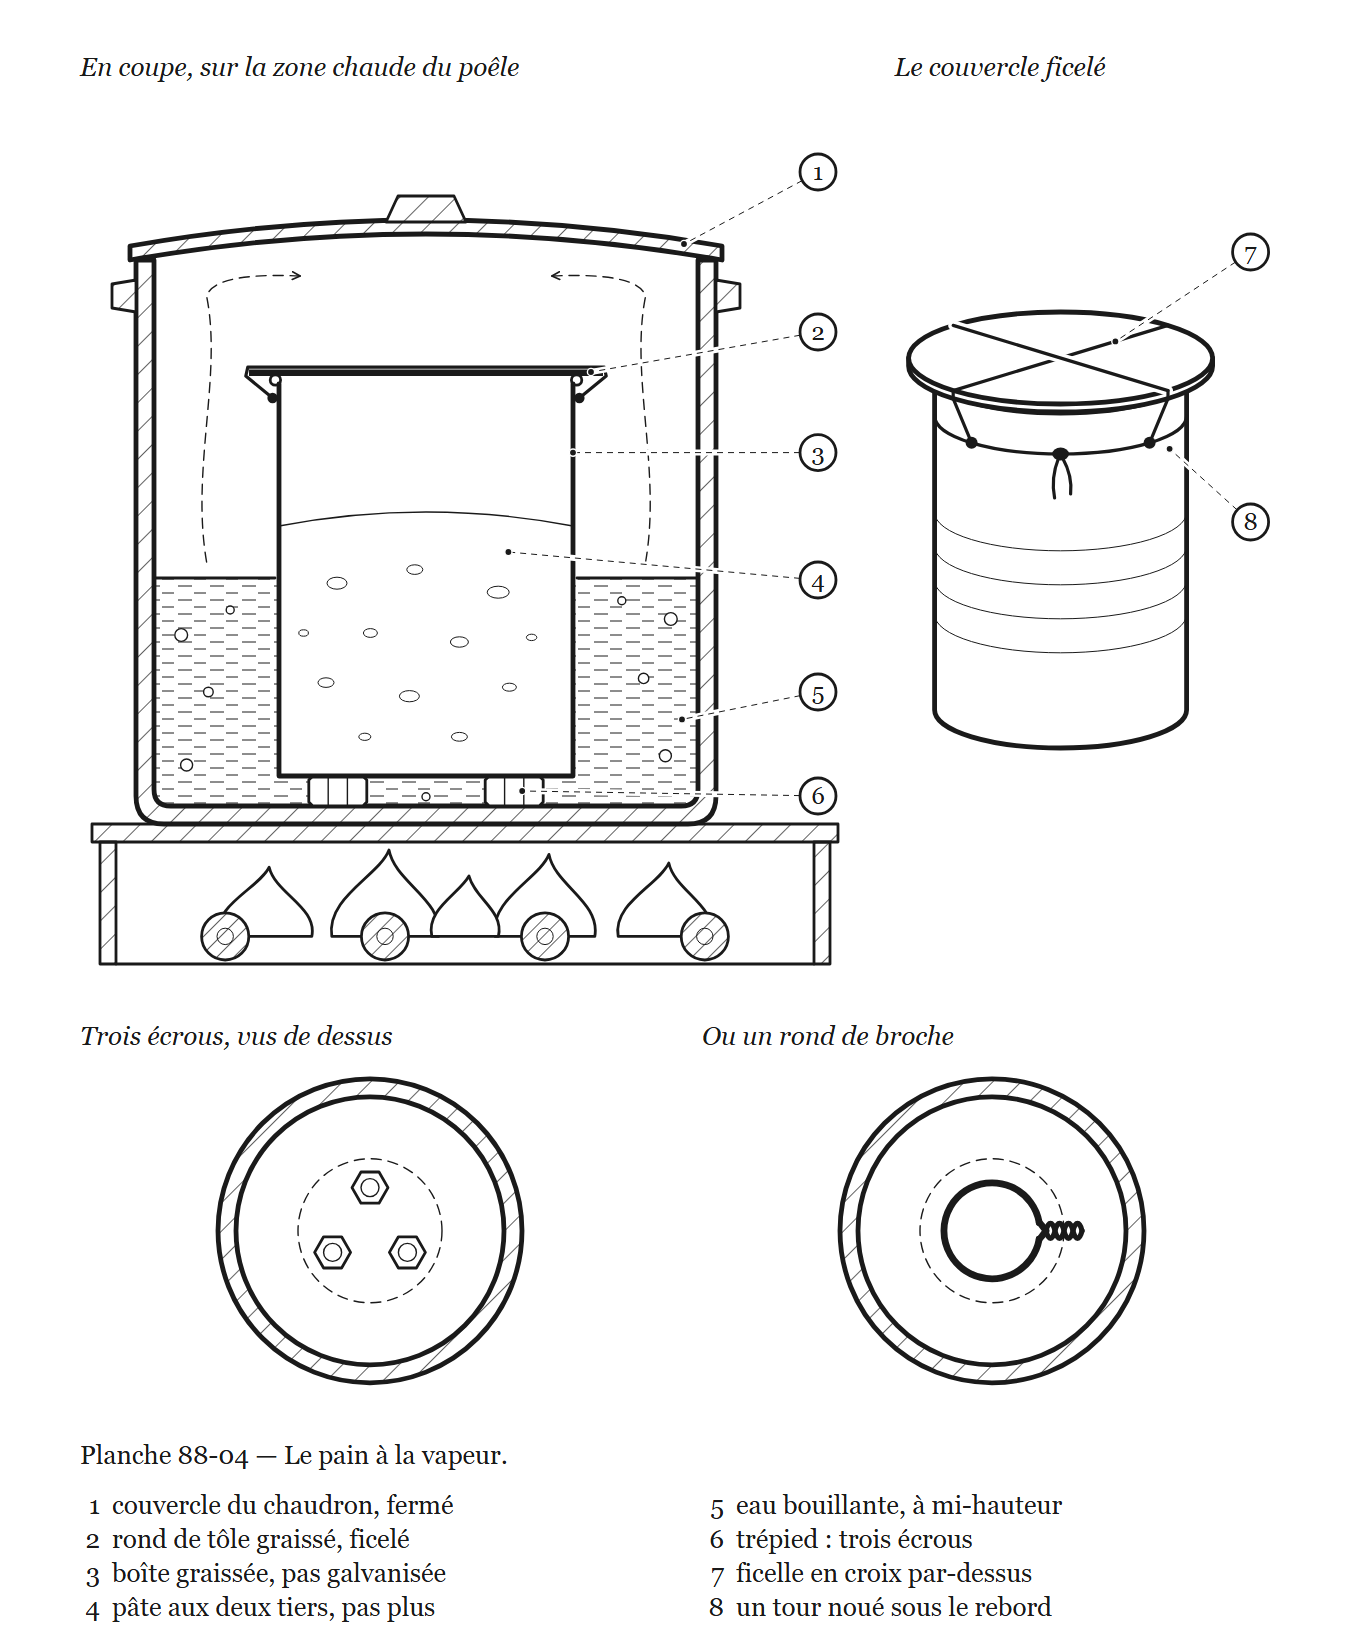 En coupe, sur la zone chaude du poêle
Le couvercle ficelé
1
2
3
4
5
6
7
8
Trois écrous, vus de dessus
Ou un rond de broche
Planche 88-04 — Le pain à la vapeur.
1 couvercle du chaudron, fermé
2 rond de tôle graissé, ficelé
3 boîte graissée, pas galvanisée
4 pâte aux deux tiers, pas plus
5 eau bouillante, à mi-hauteur
6 trépied : trois écrous
7 ficelle en croix par-dessus
8 un tour noué sous le rebord